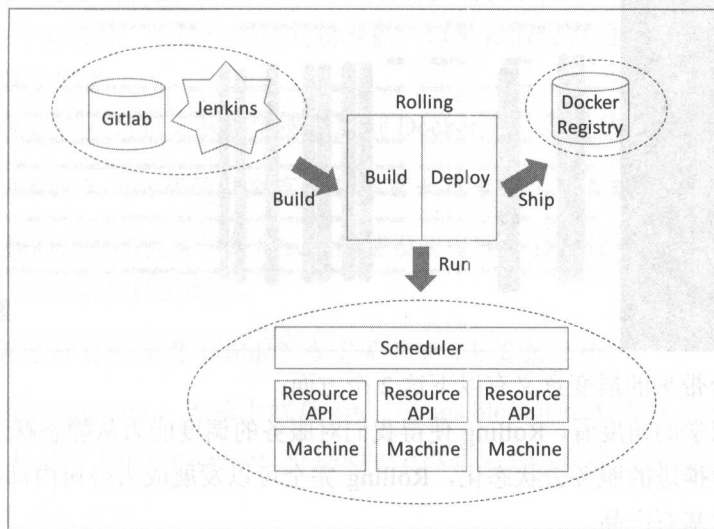 Gitlab
Jenkins
Rolling
Docker
Registry
Build
Deploy
Build
Ship
Run
Scheduler
Resource API
Resource API
Resource API
Machine
Machine
Machine